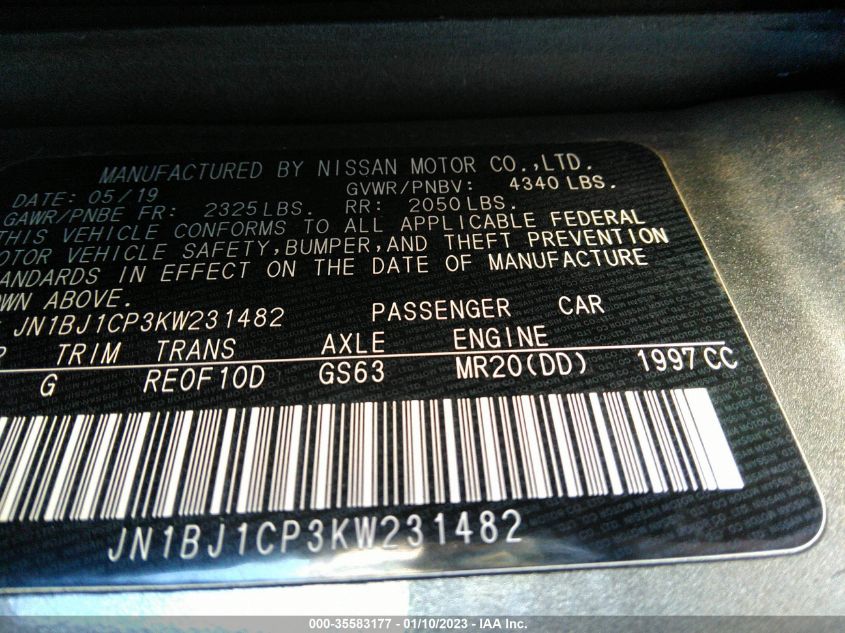 MANUFACTURED BY NISSAN MOTOR CO.,LTD.
DATE: 05/19 GVWR/PNBV: 4340 LBS.
GAWR/PNBE FR: 2325LBS. RR: 2050 LBS.
THIS VEHICLE CONFORMS TO ALL APPLICABLE FEDERAL
OTOR VEHICLE SAFETY,BUMPER,AND THEFT PREVENTION
ANDARDS IN EFFECT ON THE DATE OF MANUFACTURE
OWN ABOVE.
JN1BJ1CP3KW231482 PASSENGER CAR
R TRIM TRANS AXLE ENGINE
G RE0F10D GS63 MR20(DD) 1997CC
JN1BJ1CP3KW231482
000-35583177 — 01/10/2023 — IAA Inc.